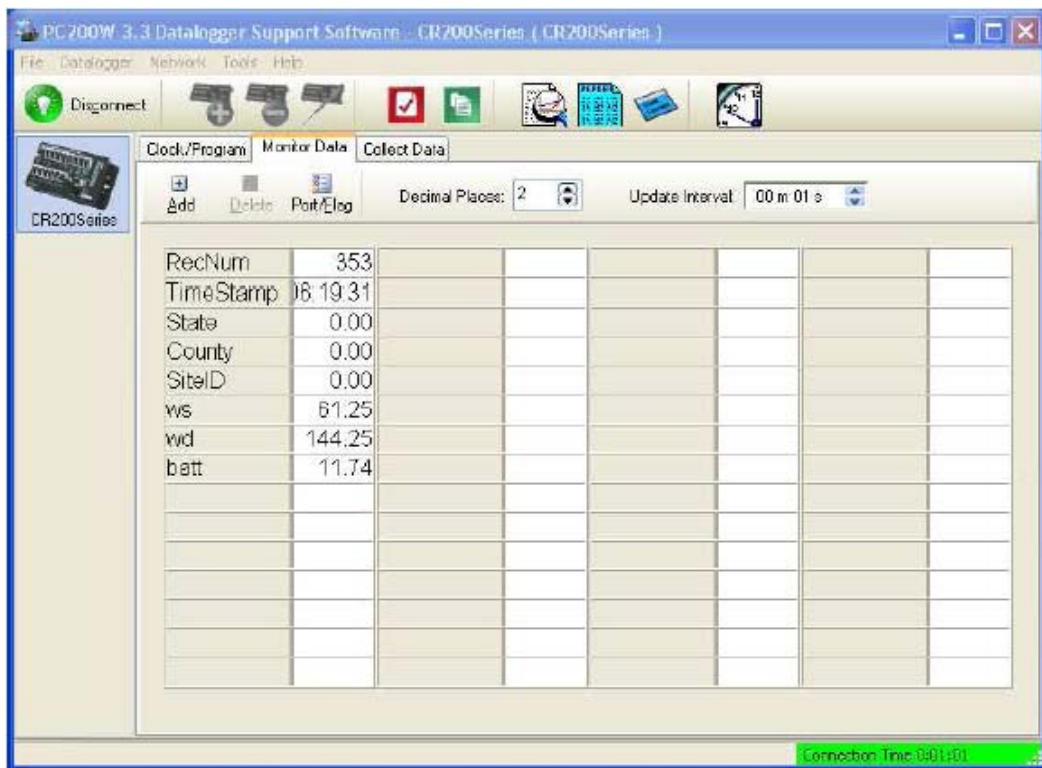 PC200W 3.3 Datalogger Support Software - CR200Series ( CR200Series )
File Datalogger Network Tools Help
Disconnect
Clock/Program Monitor Data Collect Data
Add Delete Port/Flag Decimal Places: 2 Update Interval: 00 m 01 s
CR200Series
RecNum 353
TimeStamp 06:19:31
State 0.00
County 0.00
SiteID 0.00
ws 61.25
wd 144.25
batt 11.74
Connection Time 0:01:01